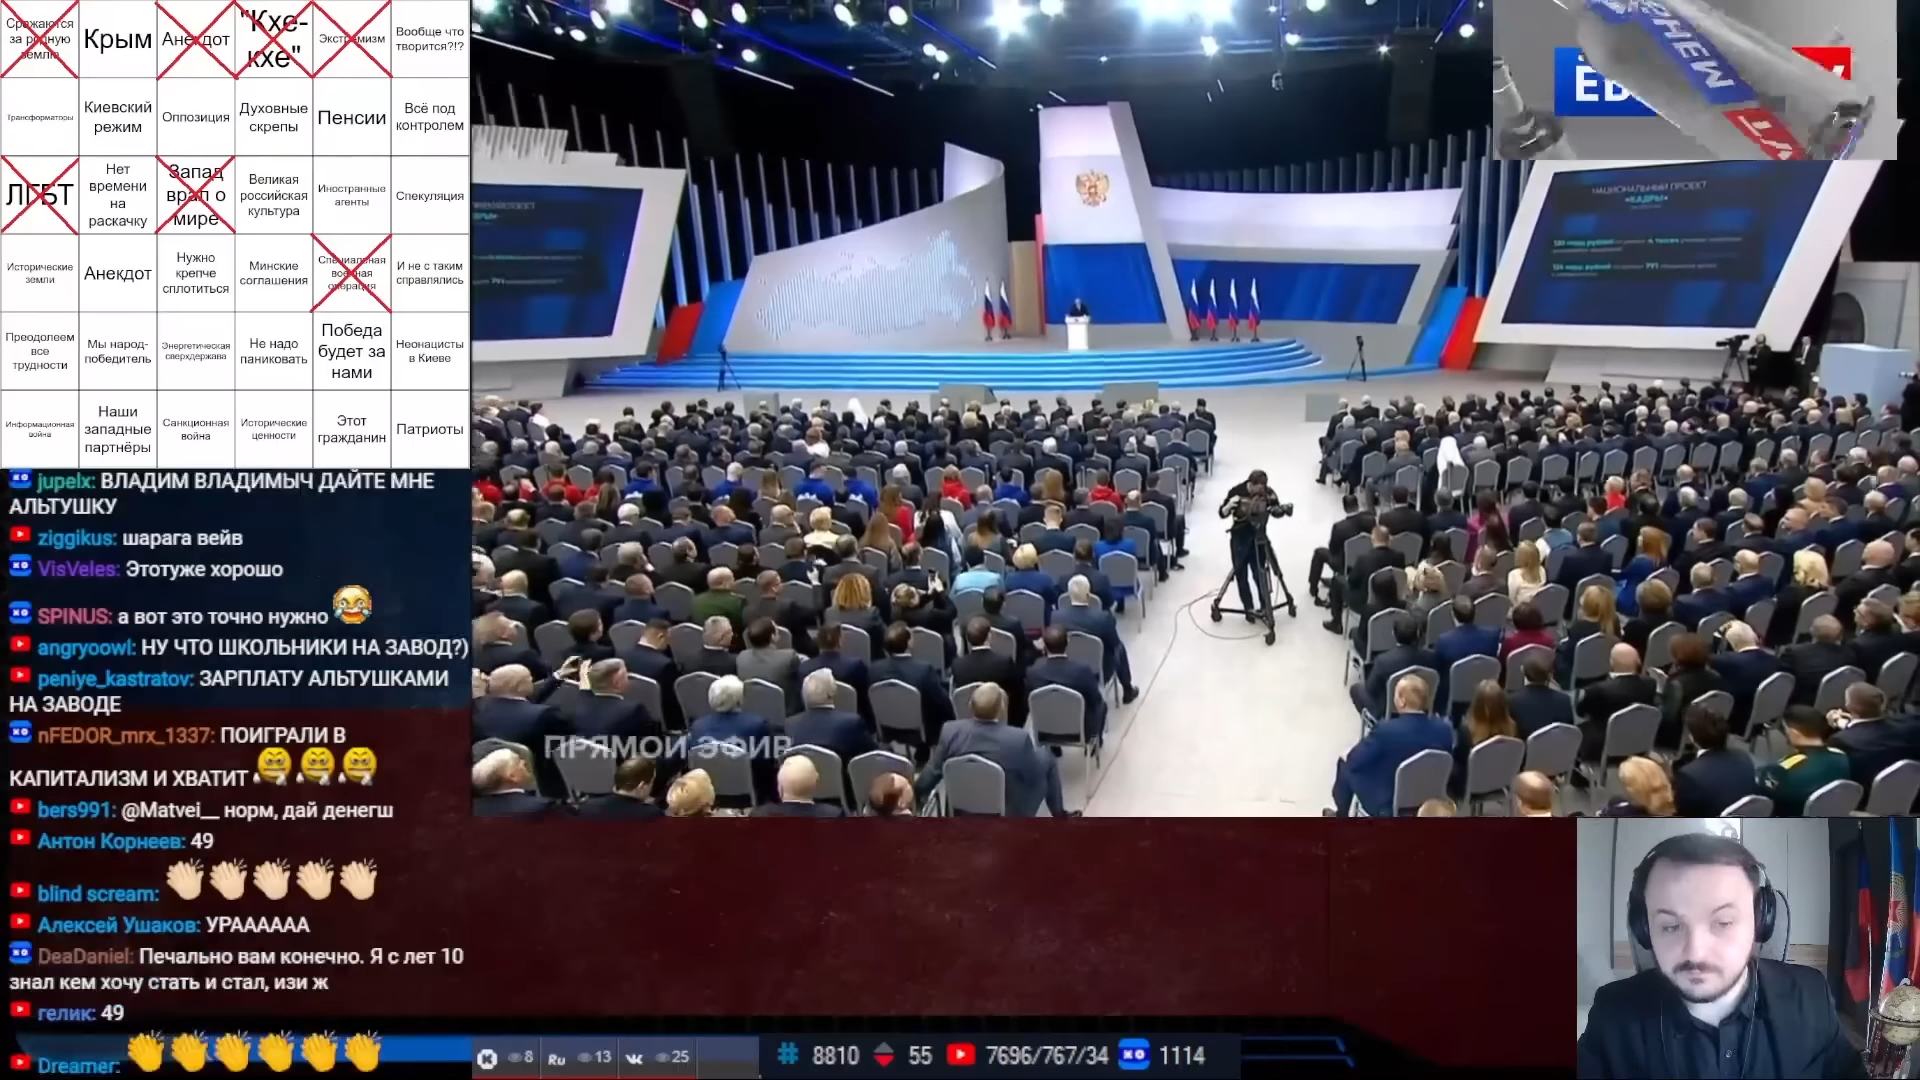 Сражаются
за родную
землю
Крым
Анекдот
"Кхе-
кхе"
Экстремизм
Вообще что
творится?!?
Трансформаторы
Киевский
режим
Оппозиция
Духовные
скрепы
Пенсии
Всё под
контролем
ЛГБТ
Нет
времени
на
раскачку
Запад
врал о
мире
Великая
российская
культура
Иностранные
агенты
Спекуляция
Исторические
земли
Анекдот
Нужно
крепче
сплотиться
Минские
соглашения
Специальная
военная
операция
И не с таким
справлялись
Преодолеем
все
трудности
Мы народ-
победитель
Энергетическая
сверхдержава
Не надо
паниковать
Победа
будет за
нами
Неонацисты
в Киеве
Информационная
война
Наши
западные
партнёры
Санкционная
война
Исторические
ценности
Этот
гражданин
Патриоты
jupelx: ВЛАДИМ ВЛАДИМЫЧ ДАЙТЕ МНЕ
АЛЬТУШКУ
ziggikus: шарага вейв
VisVeles: Этотуже хорошо
SPINUS: а вот это точно нужно
angryoowl: НУ ЧТО ШКОЛЬНИКИ НА ЗАВОД?)
peniye_kastratov: ЗАРПЛАТУ АЛЬТУШКАМИ
НА ЗАВОДЕ
nFEDOR_mrx_1337: ПОИГРАЛИ В
КАПИТАЛИЗМ И ХВАТИТ
bers991: @Matvei__ норм, дай денегш
Антон Корнеев: 49
blind scream:
Алексей Ушаков: УРАААААА
DeaDaniel: Печально вам конечно. Я с лет 10
знал кем хочу стать и стал, изи ж
гелик: 49
Dreamer:
НАЦИОНАЛЬНЫЙ ПРОЕКТ
«КАДРЫ»
ПРЯМОЙ ЭФИР
8
Ru 13
25
# 8810 55 7696/767/34 1114